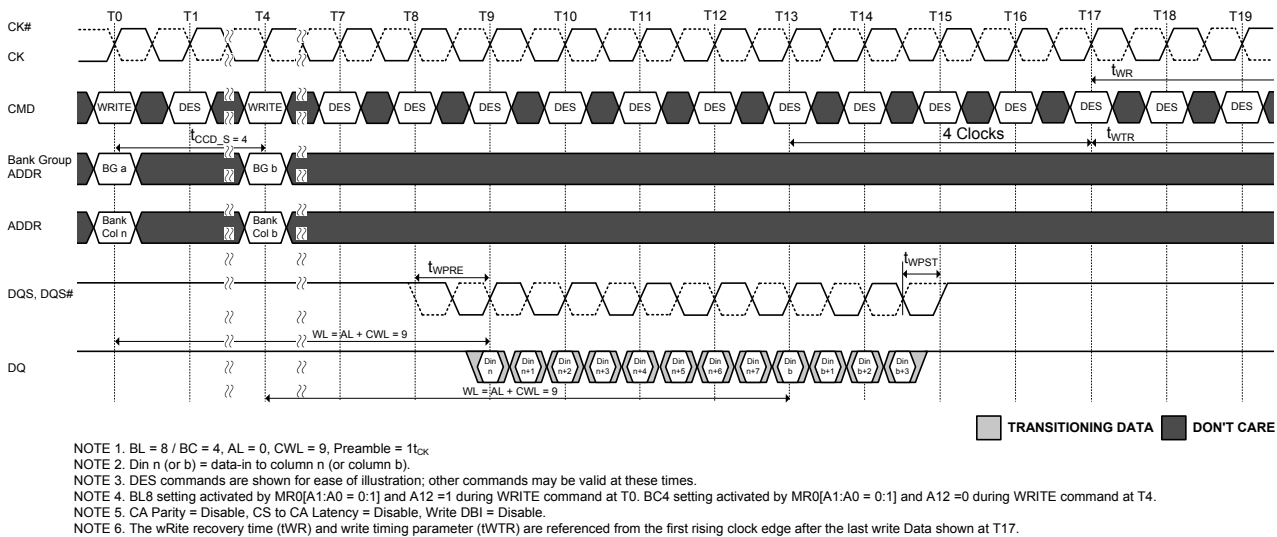 T0 T1 T4 T7 T8 T9 T10 T11 T12 T13 T14 T15 T16 T17 T18 T19
CK#
CK
tWR
CMD WRITE DES WRITE DES DES DES DES DES DES DES DES DES DES DES DES DES
tCCD_S = 4
4 Clocks
tWTR
Bank Group
ADDR
BG a BG b
ADDR
Bank
Col n
Bank
Col b
tWPRE
tWPST
DQS, DQS#
WL = AL + CWL = 9
DQ
Din
n
Din
n+1
Din
n+2
Din
n+3
Din
n+4
Din
n+5
Din
n+6
Din
n+7
Din
b
Din
b+1
Din
b+2
Din
b+3
WL = AL + CWL = 9
TRANSITIONING DATA DON'T CARE
NOTE 1. BL = 8 / BC = 4, AL = 0, CWL = 9, Preamble = 1tCK
NOTE 2. Din n (or b) = data-in to column n (or column b).
NOTE 3. DES commands are shown for ease of illustration; other commands may be valid at these times.
NOTE 4. BL8 setting activated by MR0[A1:A0 = 0:1] and A12 =1 during WRITE command at T0. BC4 setting activated by MR0[A1:A0 = 0:1] and A12 =0 during WRITE command at T4.
NOTE 5. CA Parity = Disable, CS to CA Latency = Disable, Write DBI = Disable.
NOTE 6. The wRite recovery time (tWR) and write timing parameter (tWTR) are referenced from the first rising clock edge after the last write Data shown at T17.